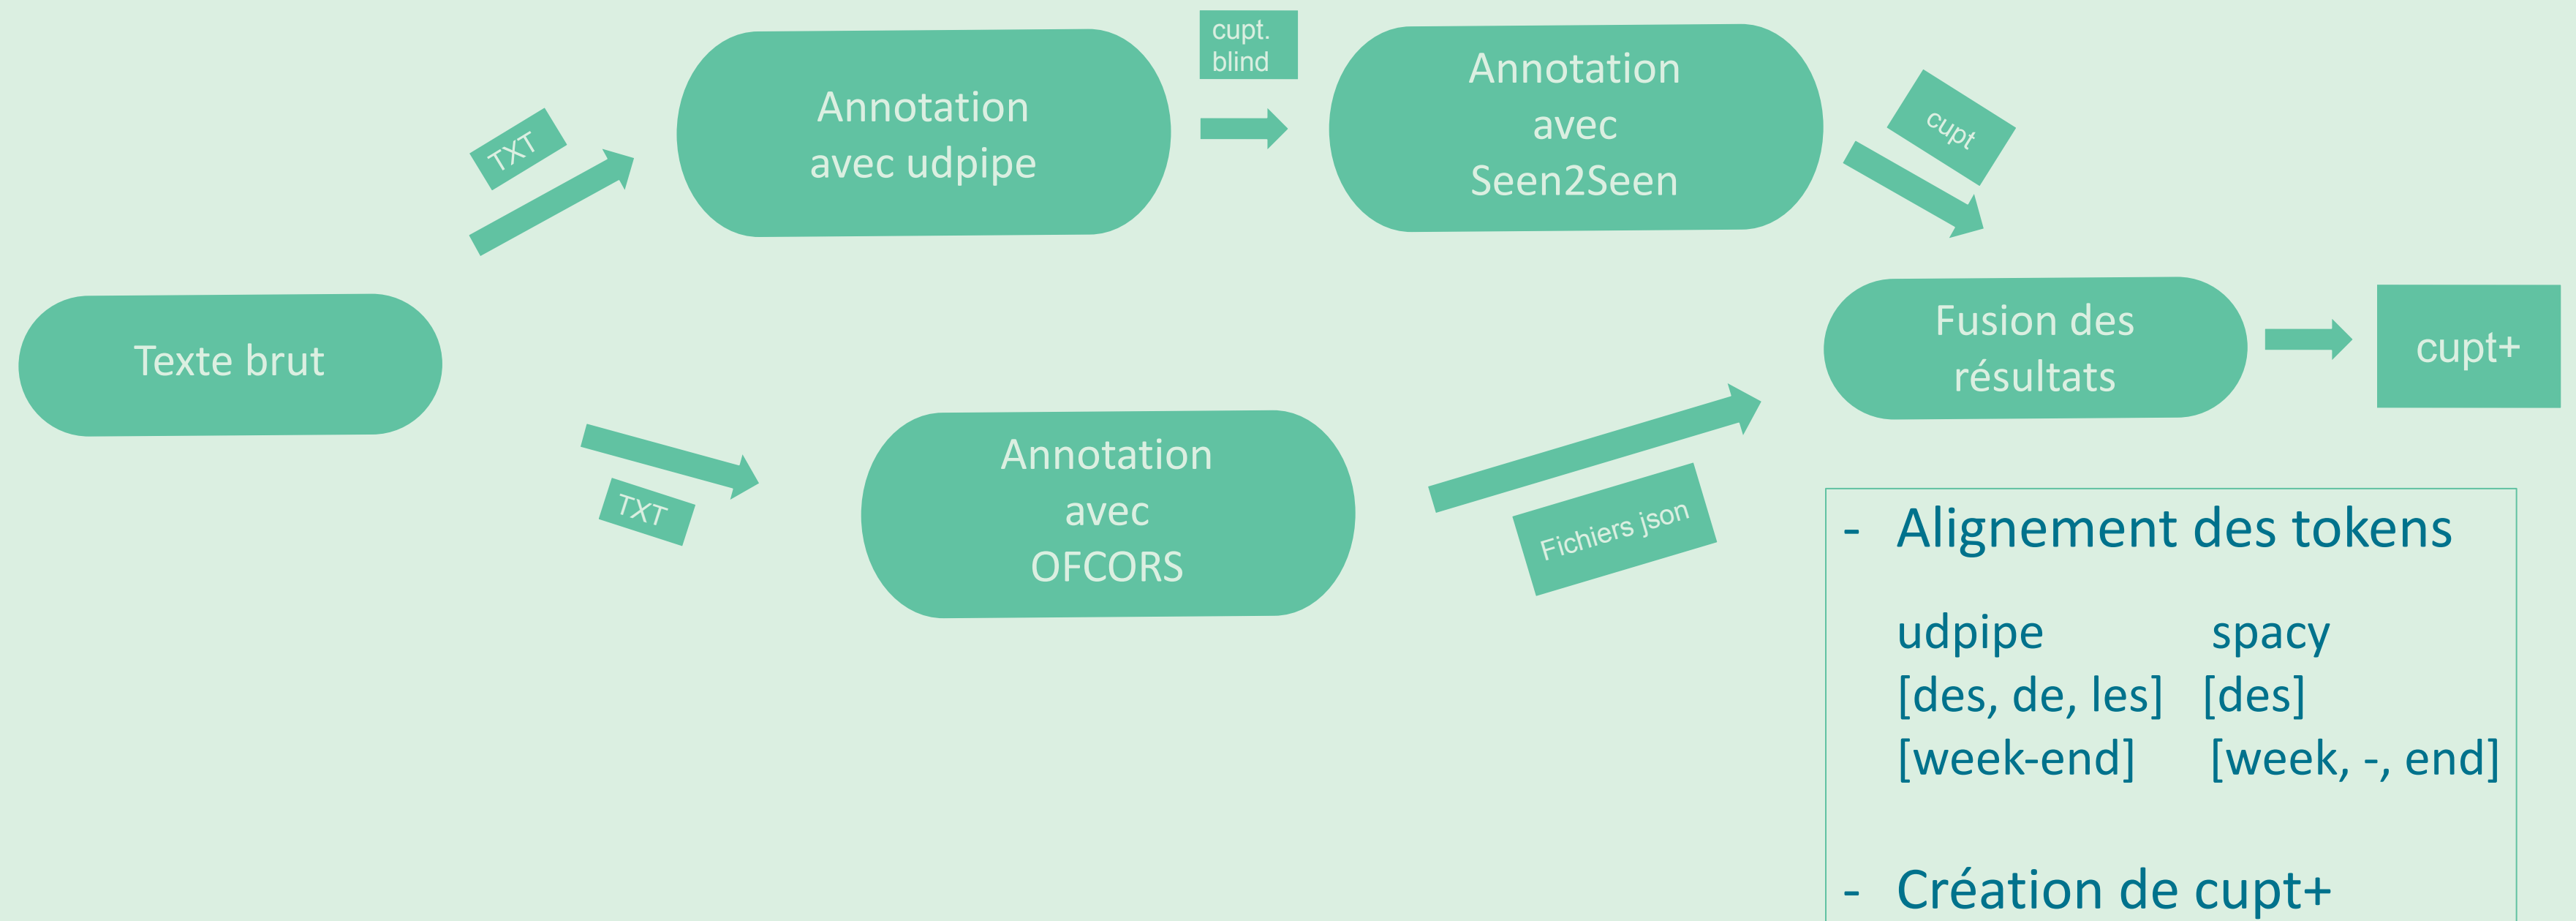 Texte brut
TXT
Annotation
avec udpipe
cupt.
blind
Annotation
avec
Seen2Seen
cupt
TXT
Annotation
avec
OFCORS
Fichiers json
Fusion des
résultats
cupt+
- Alignement des tokens
udpipe spacy
[des, de, les] [des]
[week-end] [week, -, end]
- Création de cupt+